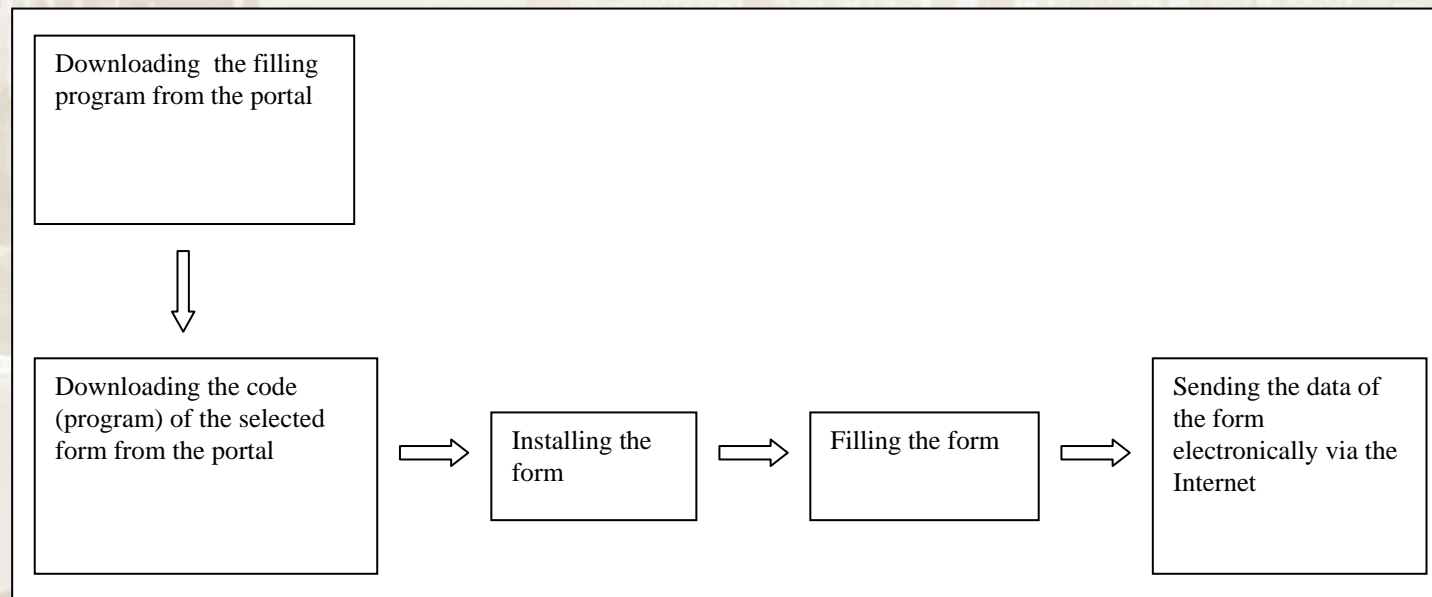 Downloading  the filling
program from the portal
Downloading the code
(program) of the selected
form from the portal
Installing the
form
Filling the form
Sending the data of
the form
electronically via the
Internet